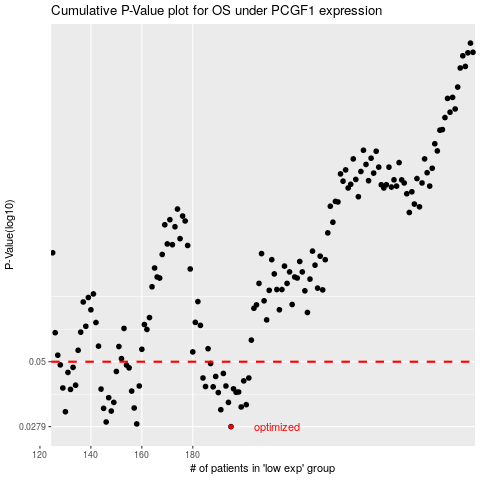 Cumulative P-Value plot for OS under PCGF1 expression
P-Value(log10)
0.05
0.0279
optimized
120 140 160 180
# of patients in 'low exp' group